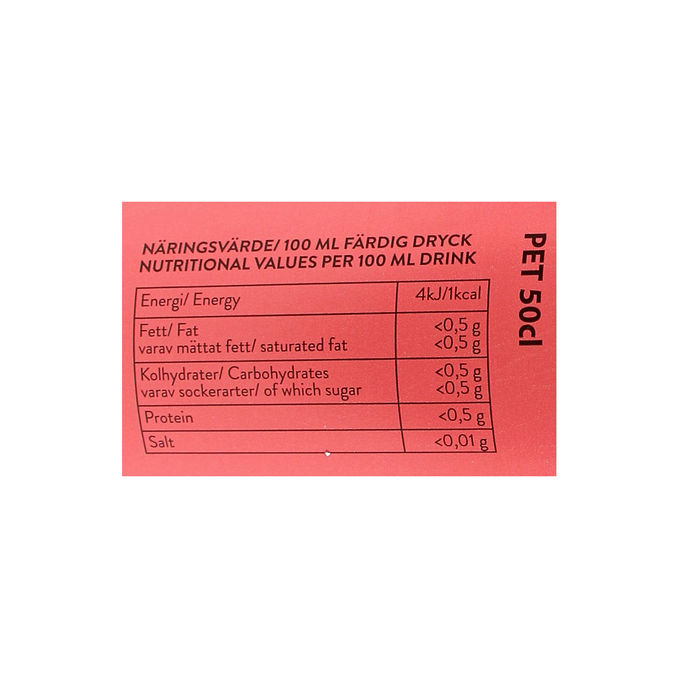 NÄRINGSVÄRDE/ 100 ML FÄRDIG DRYCK
NUTRITIONAL VALUES PER 100 ML DRINK
Energi/ Energy 4kJ/1kcal
Fett/ Fat <0,5 g
varav mättat fett/ saturated fat <0,5 g
Kolhydrater/ Carbohydrates <0,5 g
varav sockerarter/ of which sugar <0,5 g
Protein <0,5 g
Salt <0,01 g
PET 50cl